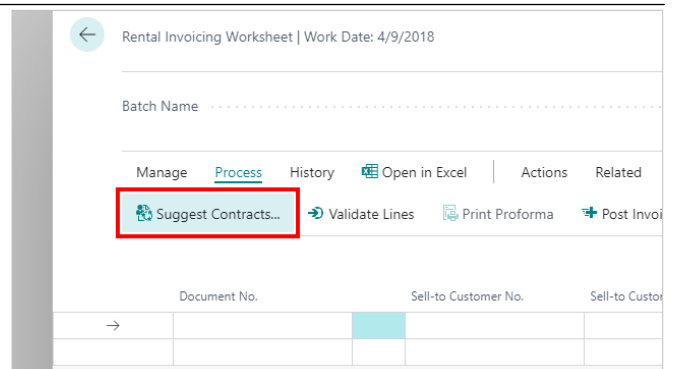 Rental Invoicing Worksheet | Work Date: 4/9/2018
Batch Name
Manage Process History Open in Excel Actions Related
Suggest Contracts... Validate Lines Print Proforma Post Invoi
Document No. Sell-to Customer No. Sell-to Custor